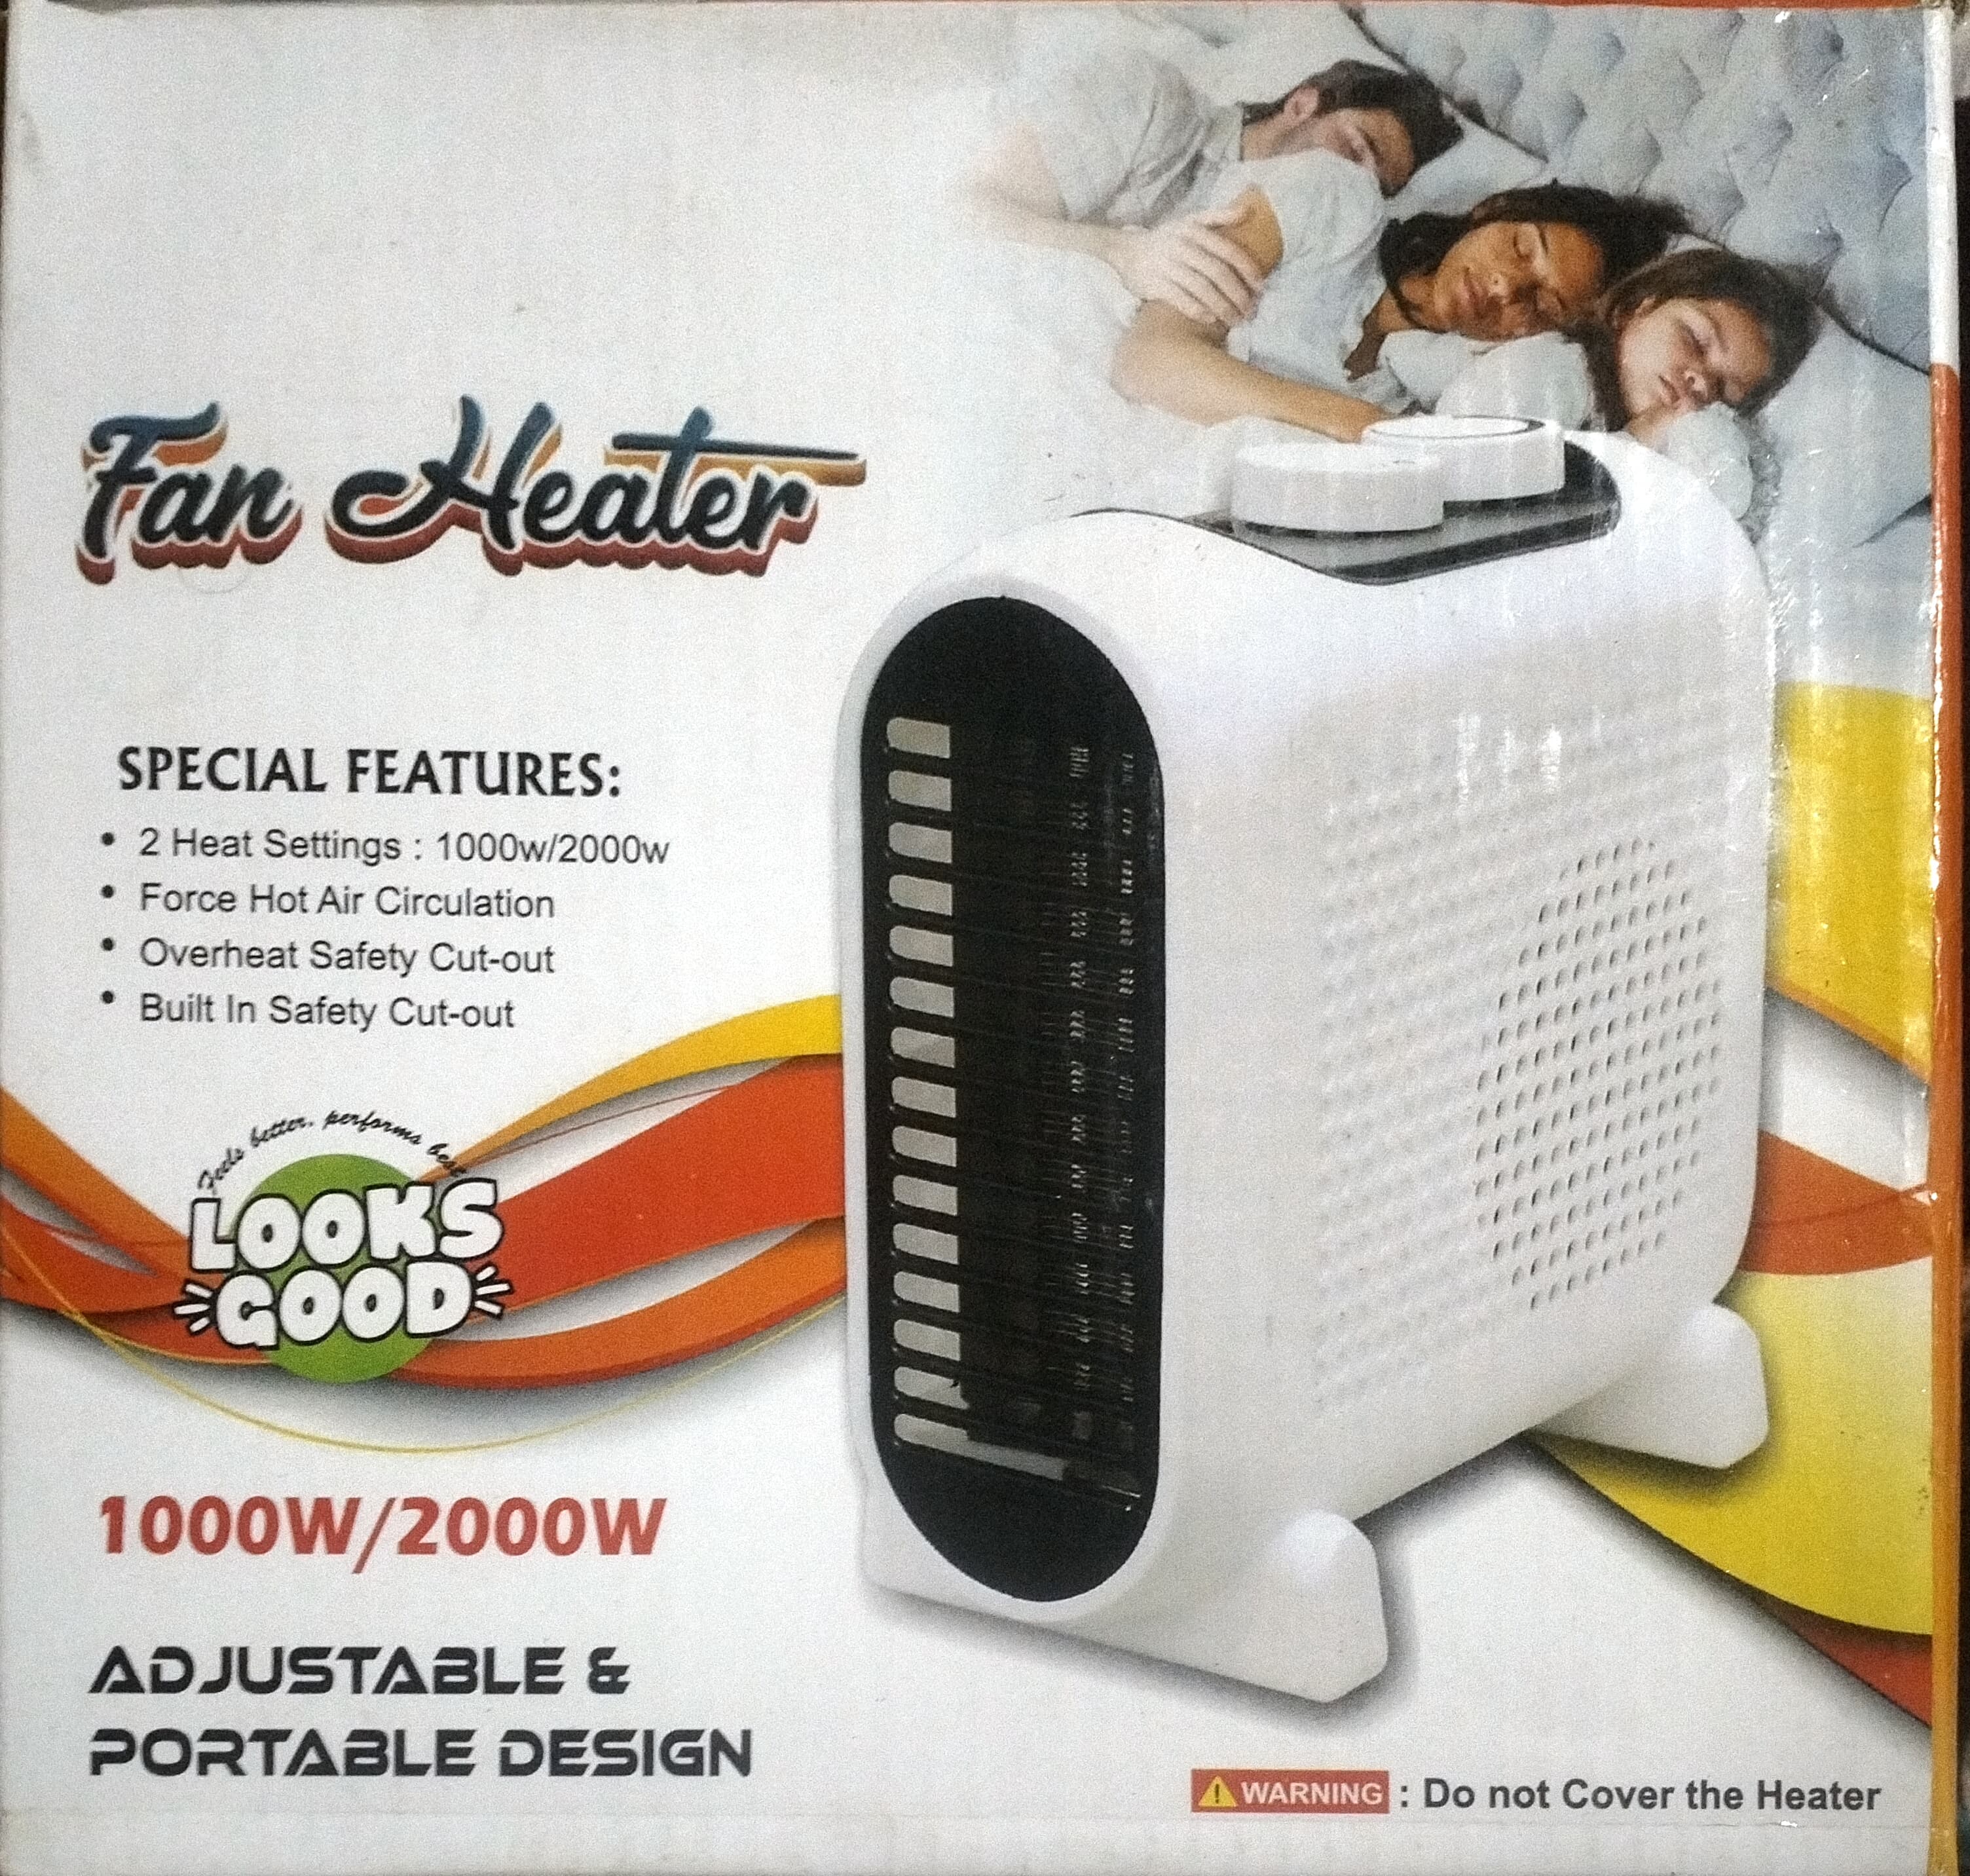 Fan Heater
SPECIAL FEATURES:
• 2 Heat Settings : 1000w/2000w
• Force Hot Air Circulation
• Overheat Safety Cut-out
• Built In Safety Cut-out
Feels better, performs best
LOOKS
GOOD
1000W/2000W
ADJUSTABLE &
PORTABLE DESIGN
WARNING : Do not Cover the Heater